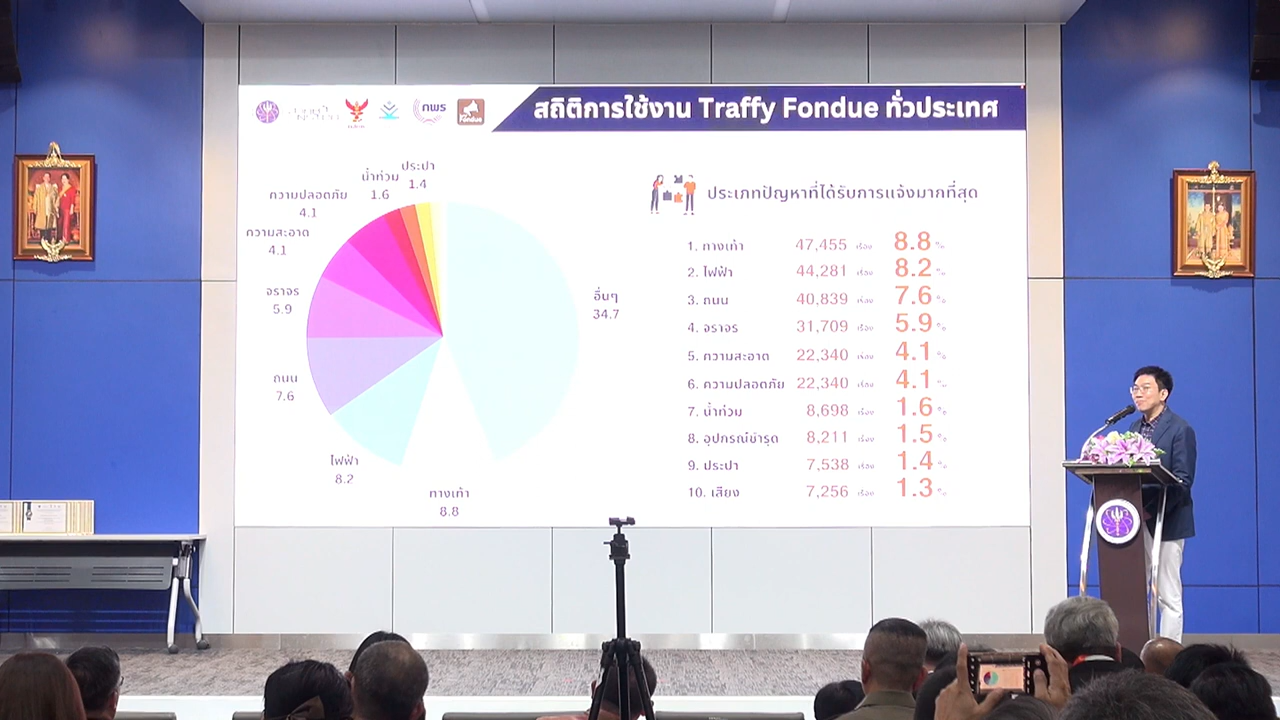 กพร
Fondue
สถิติการใช้งาน Traffy Fondue ทั่วประเทศ
ประปา
1.4
น้ำท่วม
1.6
ความปลอดภัย
4.1
ความสะอาด
4.1
จราจร
5.9
ถนน
7.6
ไฟฟ้า
8.2
ทางเท้า
8.8
อื่นๆ
34.7
ประเภทปัญหาที่ได้รับการแจ้งมากที่สุด
1. ทางเท้า 47,455 เรื่อง 8.8 %
2. ไฟฟ้า 44,281 เรื่อง 8.2 %
3. ถนน 40,839 เรื่อง 7.6 %
4. จราจร 31,709 เรื่อง 5.9 %
5. ความสะอาด 22,340 เรื่อง 4.1 %
6. ความปลอดภัย 22,340 เรื่อง 4.1 %
7. น้ำท่วม 8,698 เรื่อง 1.6 %
8. อุปกรณ์ชำรุด 8,211 เรื่อง 1.5 %
9. ประปา 7,538 เรื่อง 1.4 %
10. เสียง 7,256 เรื่อง 1.3 %